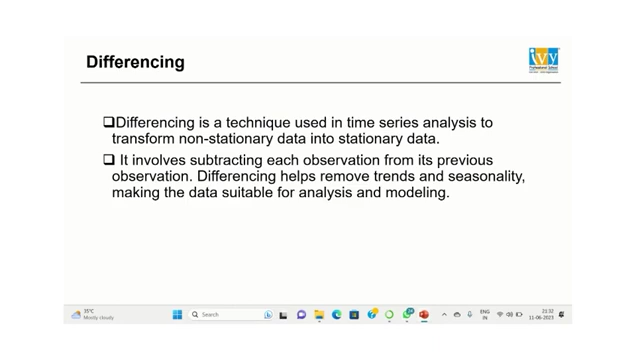 Differencing
ivy
Professional School
❑Differencing is a technique used in time series analysis to
transform non-stationary data into stationary data.
❑ It involves subtracting each observation from its previous
observation. Differencing helps remove trends and seasonality,
making the data suitable for analysis and modeling.
35°C
Mostly cloudy
Search
ENG
IN
21:32
11-06-2023